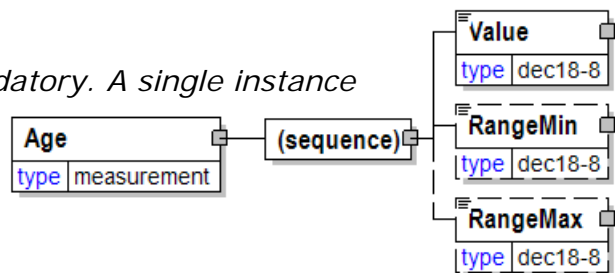 Value
type dec18-8
datory. A single instance
RangeMin
type dec18-8
Age
type measurement
(sequence)
RangeMax
type dec18-8